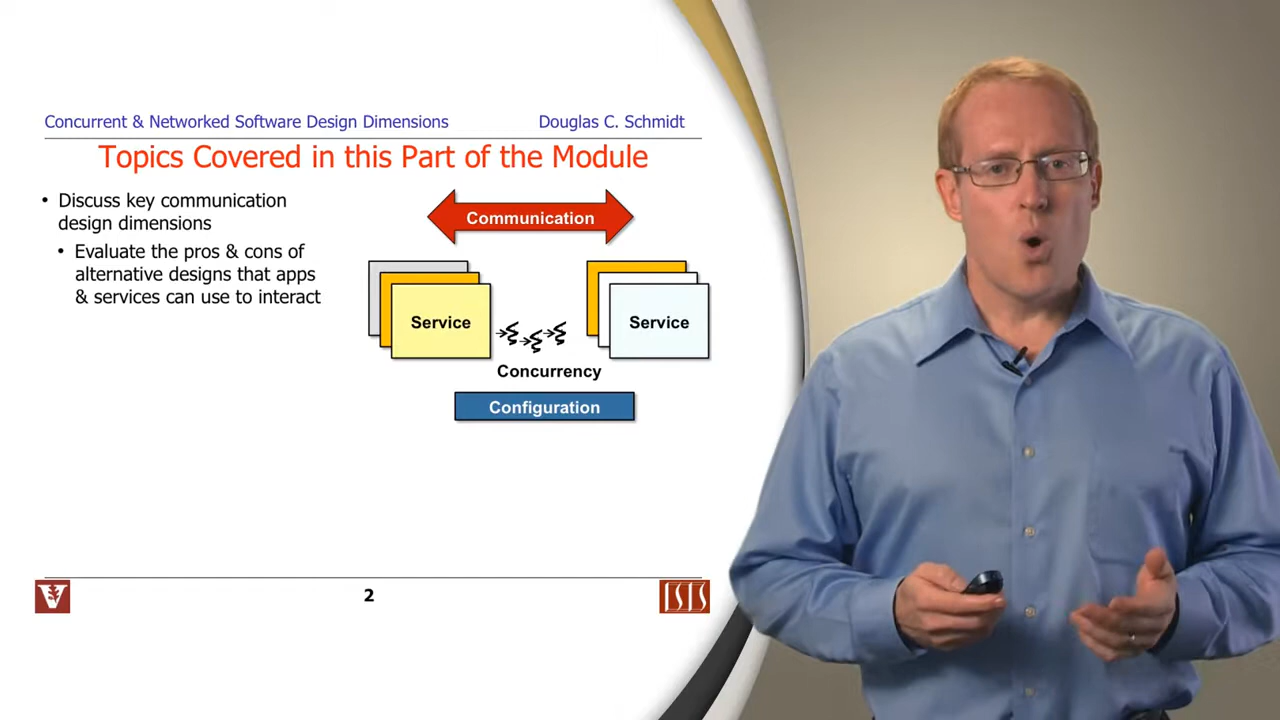 Concurrent & Networked Software Design Dimensions
Douglas C. Schmidt
Topics Covered in this Part of the Module
• Discuss key communication
design dimensions
• Evaluate the pros & cons of
alternative designs that apps
& services can use to interact
Communication
Service
Service
Concurrency
Configuration
V
2
ISIS